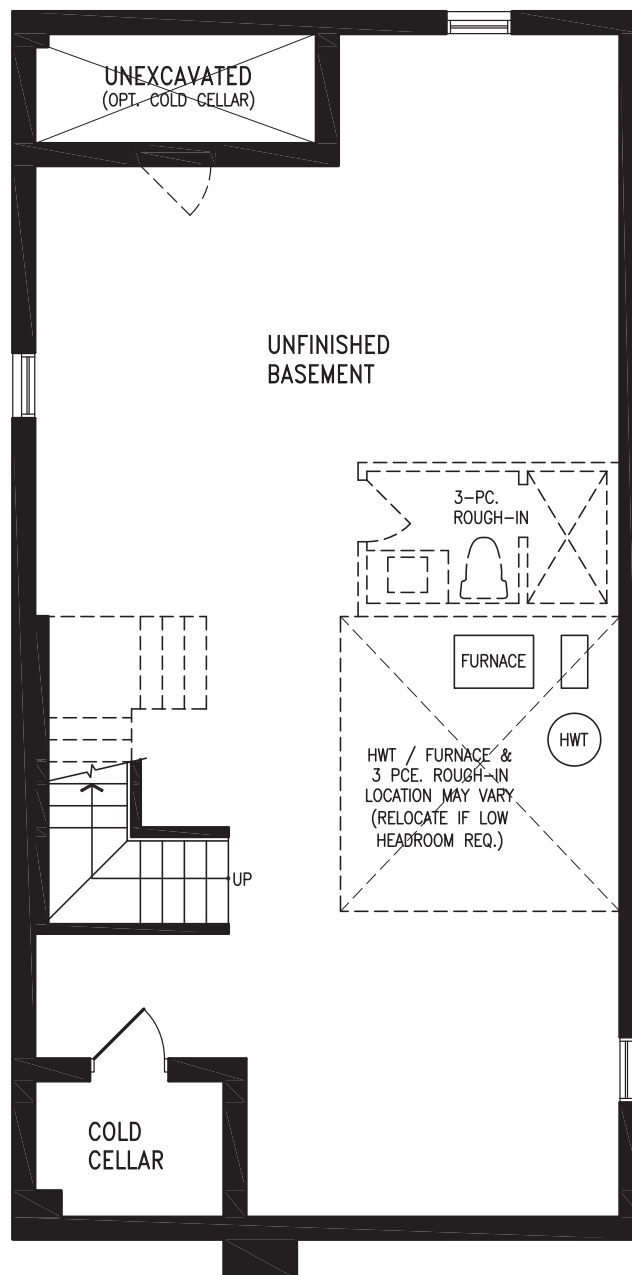 UNEXCAVATED
(OPT. COLD CELLAR)
UNFINISHED
BASEMENT
3-PC.
ROUGH-IN
FURNACE
HWT
HWT / FURNACE &
3 PCE. ROUGH-IN
LOCATION MAY VARY
(RELOCATE IF LOW
HEADROOM REQ.)
UP
COLD
CELLAR